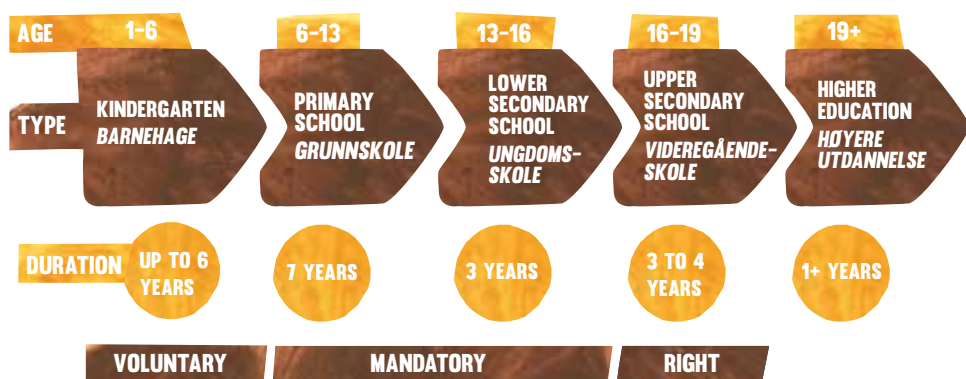 AGE 1-6 6-13 13-16 16-19 19+
TYPE
KINDERGARTEN
BARNEHAGE
PRIMARY
SCHOOL
GRUNNSKOLE
LOWER
SECONDARY
SCHOOL
UNGDOMS-
SKOLE
UPPER
SECONDARY
SCHOOL
VIDEREGÅENDE-
SKOLE
HIGHER
EDUCATION
HØYERE
UTDANNELSE
DURATION
UP TO 6
YEARS
7 YEARS
3 YEARS
3 TO 4
YEARS
1+ YEARS
VOLUNTARY MANDATORY RIGHT